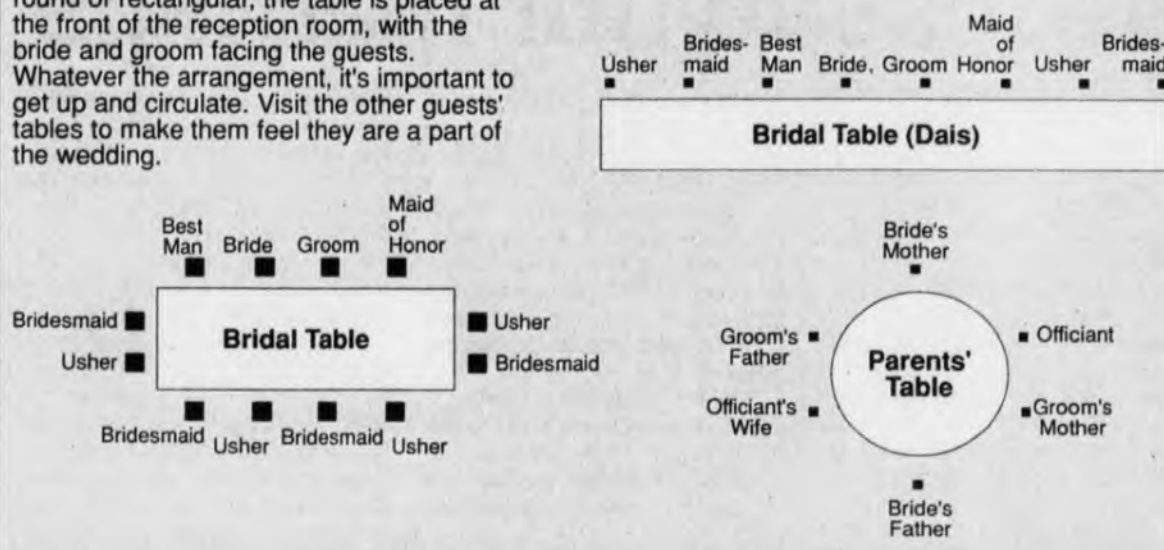 round or rectangular, the table is placed at
the front of the reception room, with the
bride and groom facing the guests.
Whatever the arrangement, it's important to
get up and circulate. Visit the other guests'
tables to make them feel they are a part of
the wedding.
Usher
Brides-
maid
Best
Man
Bride,
Groom
Maid
of
Honor
Usher
Brides-
maid
Bridal Table (Dais)
Best
Man
Bride
Groom
Maid
of
Honor
Bridesmaid
Usher
Bridal Table
Usher
Bridesmaid
Bridesmaid
Usher
Bridesmaid
Usher
Bride's
Mother
Groom's
Father
Officiant
Parents'
Table
Officiant's
Wife
Groom's
Mother
Bride's
Father